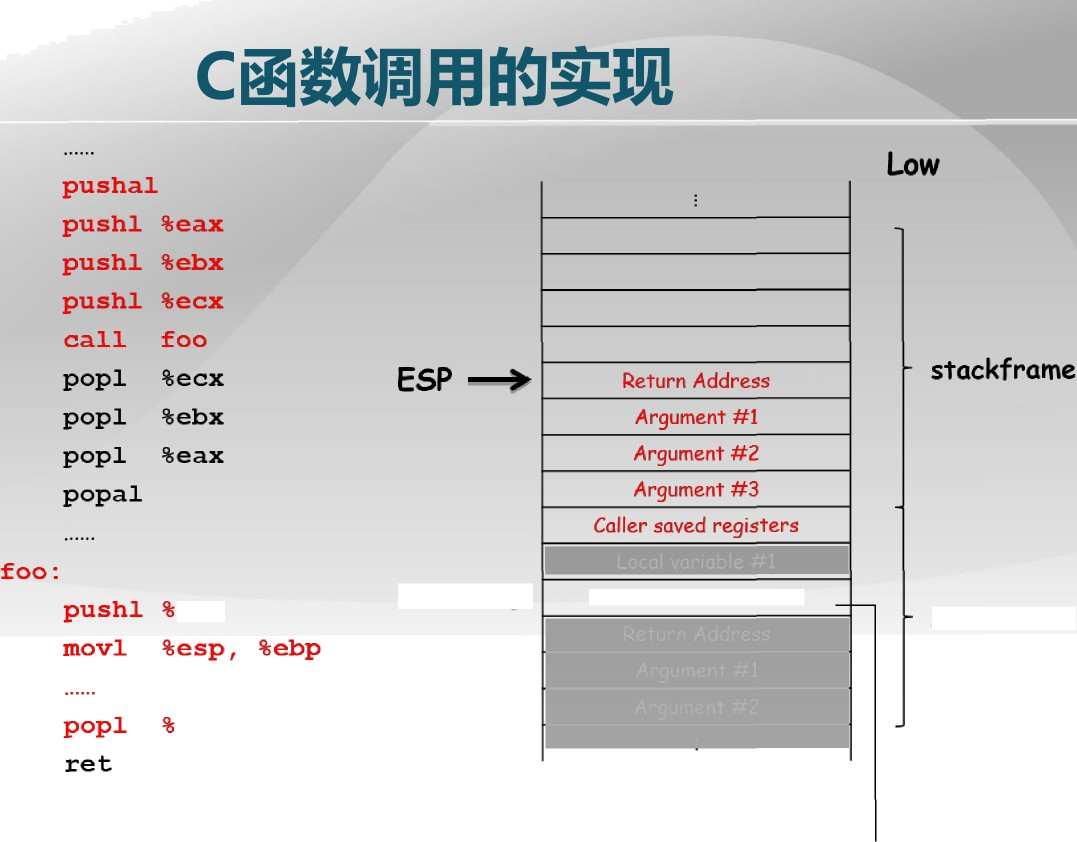 C函数调用的实现
……
pushal
pushl %eax
pushl %ebx
pushl %ecx
call foo
popl %ecx
popl %ebx
popl %eax
popal
……
foo:
pushl %
movl %esp, %ebp
……
popl %
ret
Low
⋮
ESP
Return Address
Argument #1
Argument #2
Argument #3
Caller saved registers
Local variable #1
Return Address
Argument #1
Argument #2
stackframe